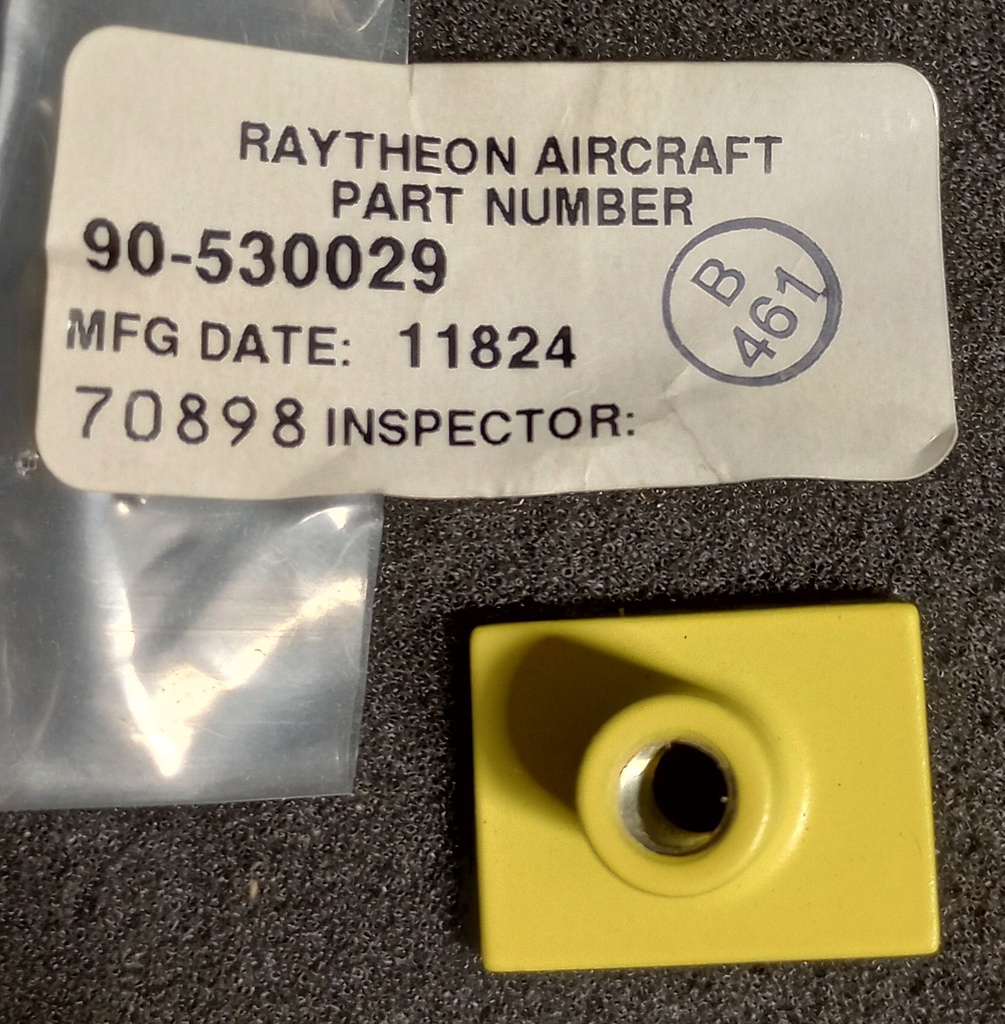 RAYTHEON AIRCRAFT
PART NUMBER
90-530029
MFG DATE: 11824
70898 INSPECTOR:
B
461